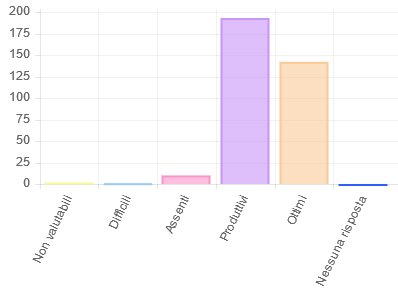 200
175
150
125
100
75
50
25
0
Non valutabili
Difficili
Assenti
Produttivi
Ottimi
Nessuna risposta